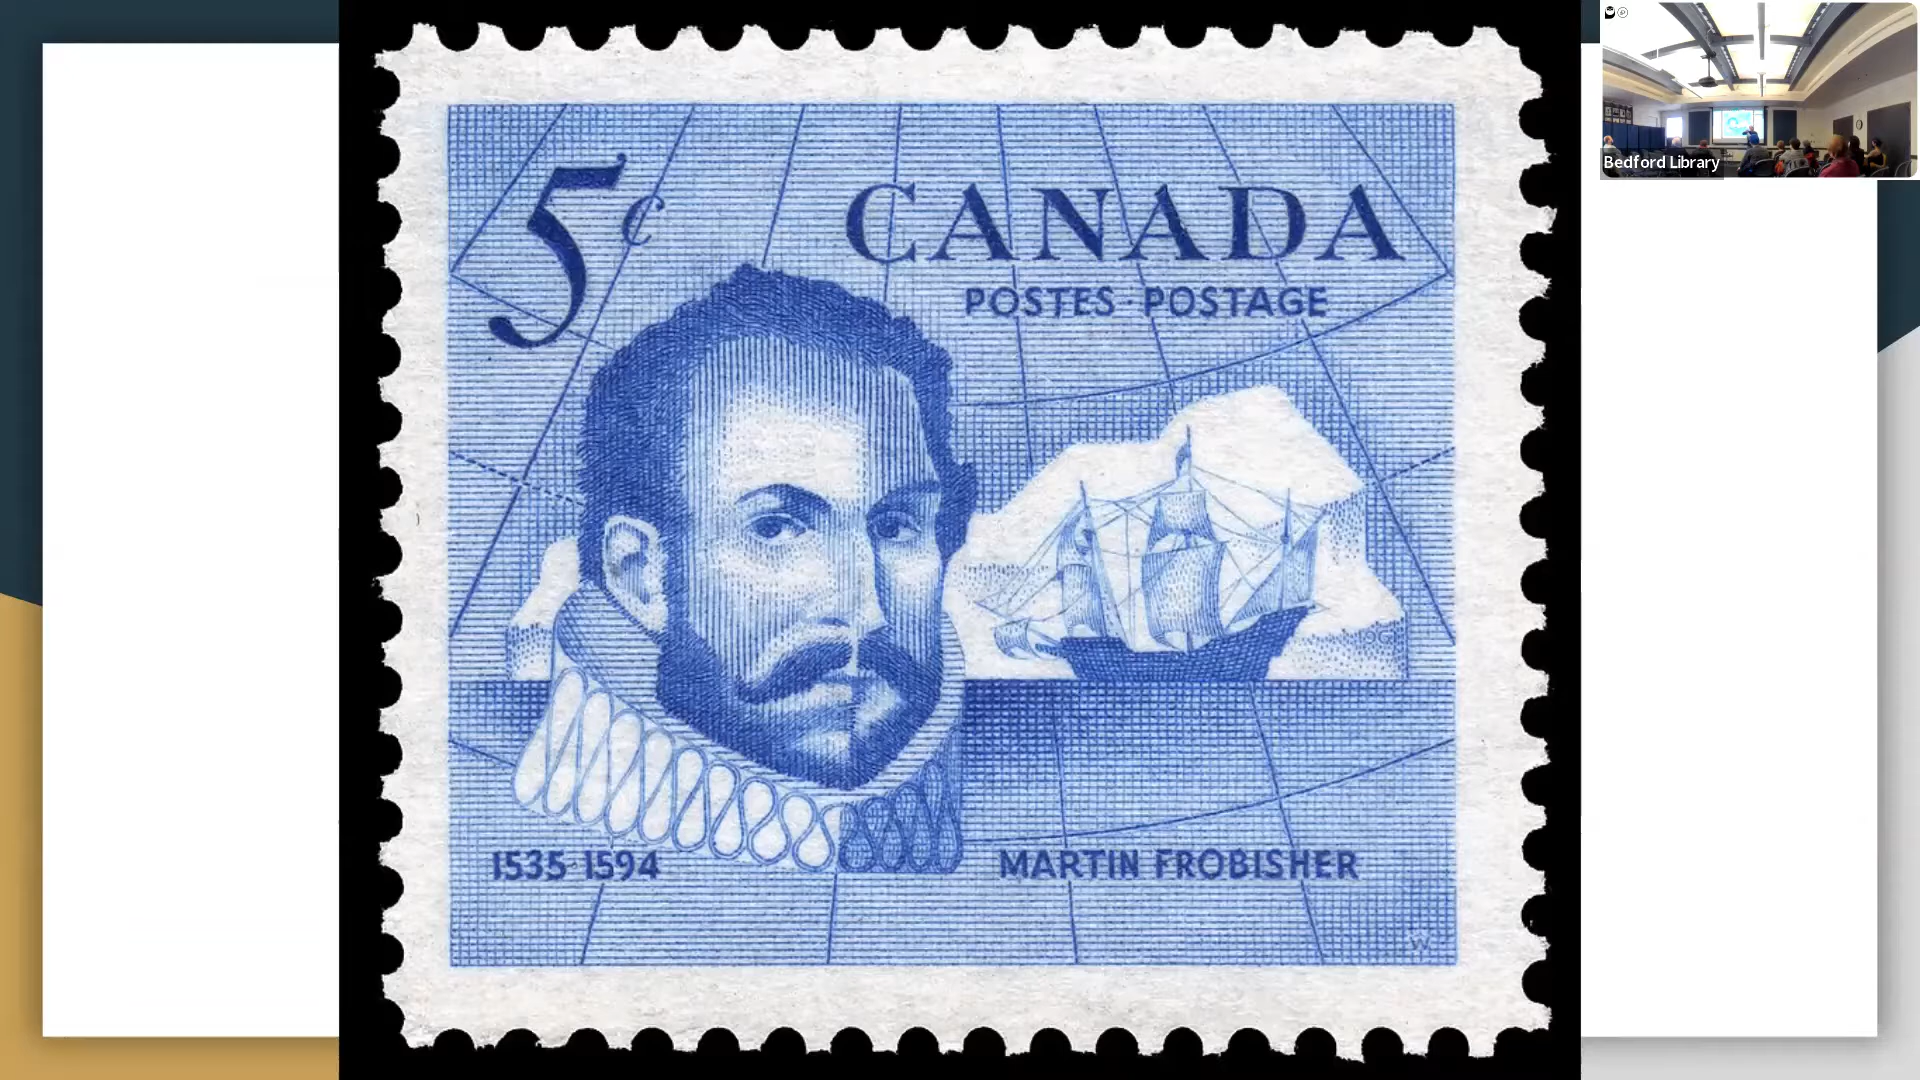 5¢
CANADA
POSTES·POSTAGE
1535-1594
MARTIN FROBISHER
Bedford Library